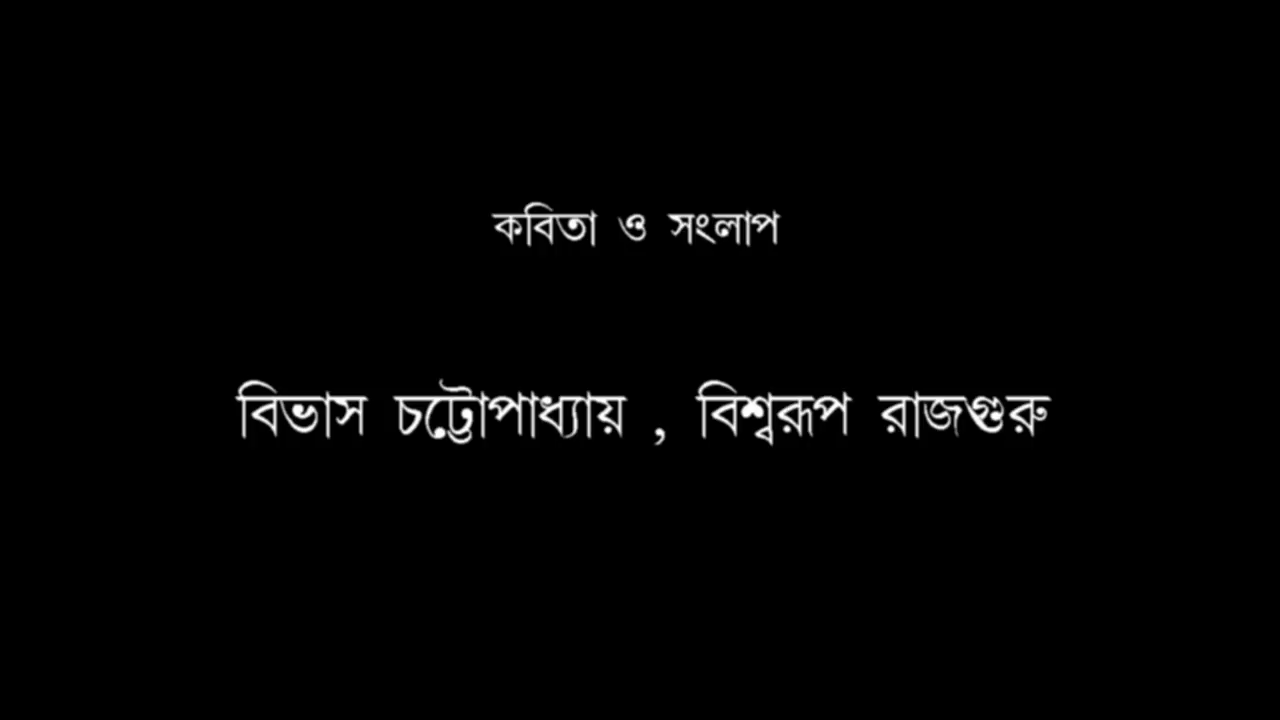 কবিতা ও সংলাপ
বিভাস চট্টোপাধ্যায় , বিশ্বরূপ রাজগুরু